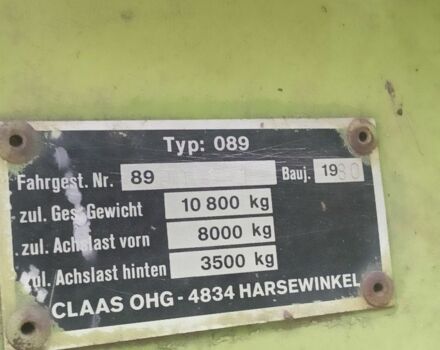 Typ: 089
Fahrgest. Nr. 89 Bauj. 1980
zul. Ges. Gewicht 10 800 kg
zul. Achslast vorn 8000 kg
zul. Achslast hinten 3500 kg
CLAAS OHG - 4834 HARSEWINKEL